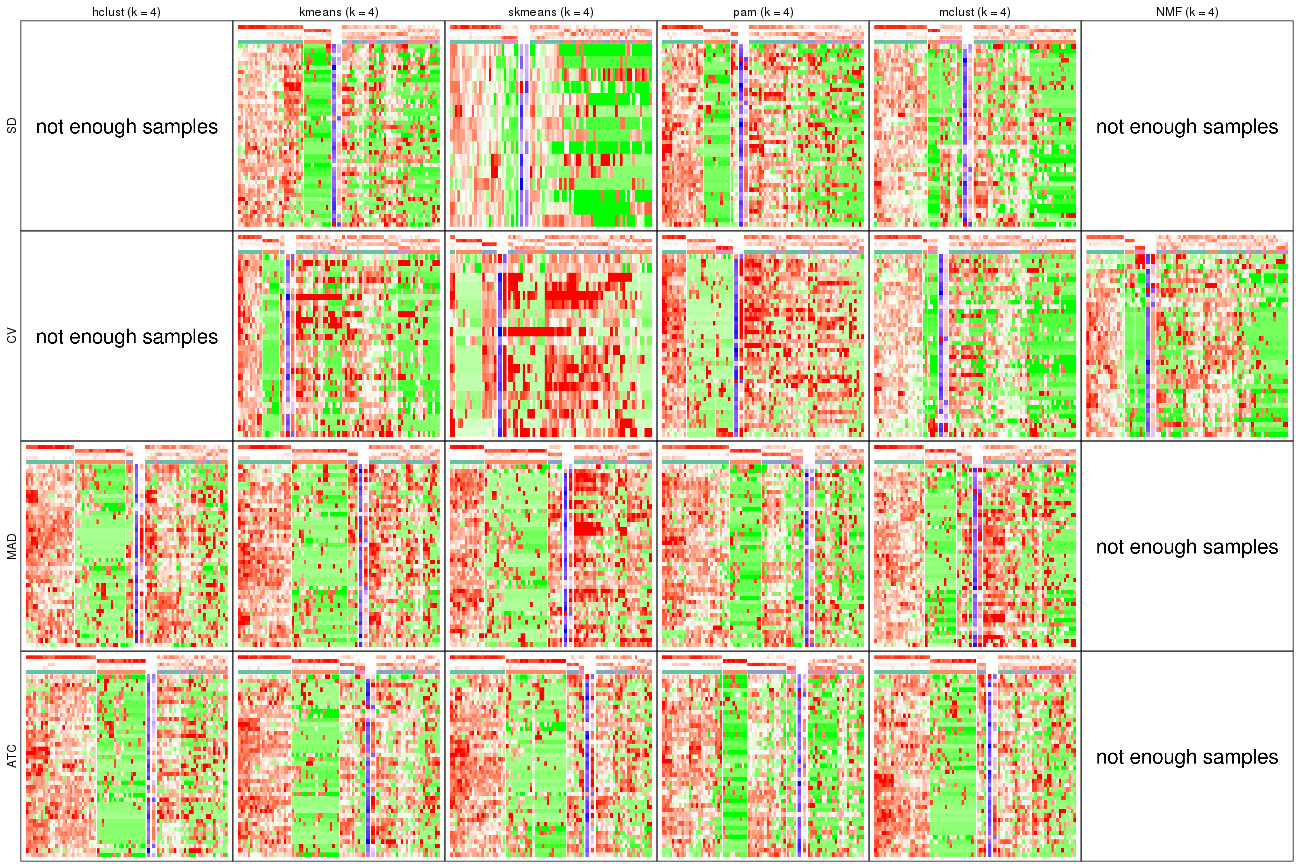 hclust (k = 4) kmeans (k = 4) skmeans (k = 4) pam (k = 4) mclust (k = 4) NMF (k = 4)
SD
not enough samples not enough samples
CV
not enough samples
MAD
not enough samples
ATC
not enough samples